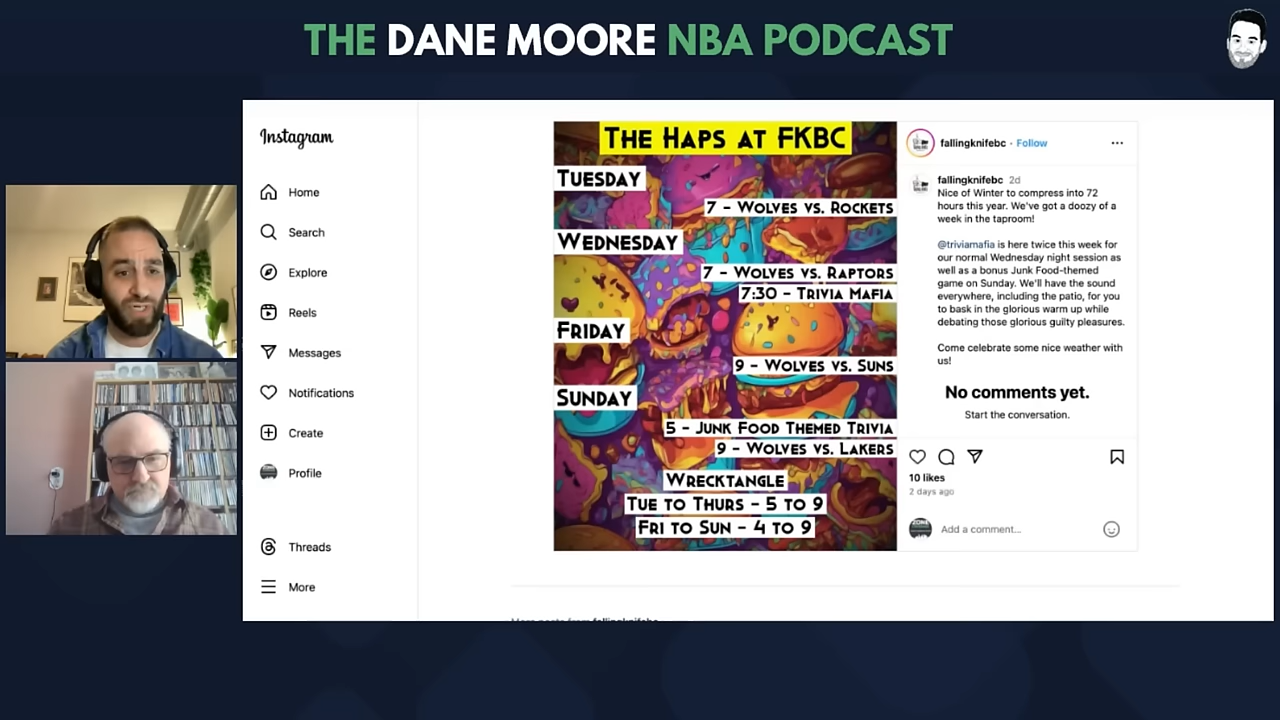 THE DANE MOORE NBA PODCAST
Instagram
Home
Search
Explore
Reels
Messages
Notifications
Create
Profile
Threads
More
THE HAPS AT FKBC
TUESDAY
7 - WOLVES VS. ROCKETS
WEDNESDAY
7 - WOLVES VS. RAPTORS
7:30 - TRIVIA MAFIA
FRIDAY
9 - WOLVES VS. SUNS
SUNDAY
5 - JUNK FOOD THEMED TRIVIA
9 - WOLVES VS. LAKERS
WRECKTANGLE
TUE TO THURS - 5 TO 9
FRI TO SUN - 4 TO 9
fallingknifebc · Follow
fallingknifebc 2d
Nice of Winter to compress into 72
hours this year. We've got a doozy of a
week in the taproom!
@triviamafia is here twice this week for
our normal Wednesday night session as
well as a bonus Junk Food-themed
game on Sunday. We'll have the sound
everywhere, including the patio, for you
to bask in the glorious warm up while
debating those glorious guilty pleasures.
Come celebrate some nice weather with
us!
No comments yet.
Start the conversation.
10 likes
2 days ago
Add a comment...
More posts from fallingknifebc